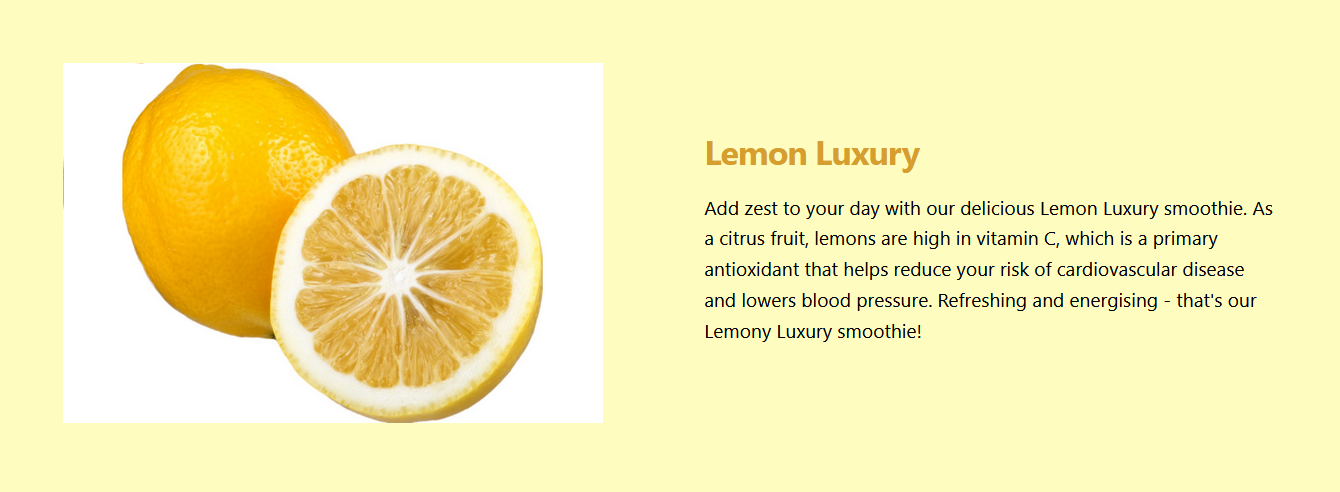 Lemon Luxury
Add zest to your day with our delicious Lemon Luxury smoothie. As
a citrus fruit, lemons are high in vitamin C, which is a primary
antioxidant that helps reduce your risk of cardiovascular disease
and lowers blood pressure. Refreshing and energising - that's our
Lemony Luxury smoothie!